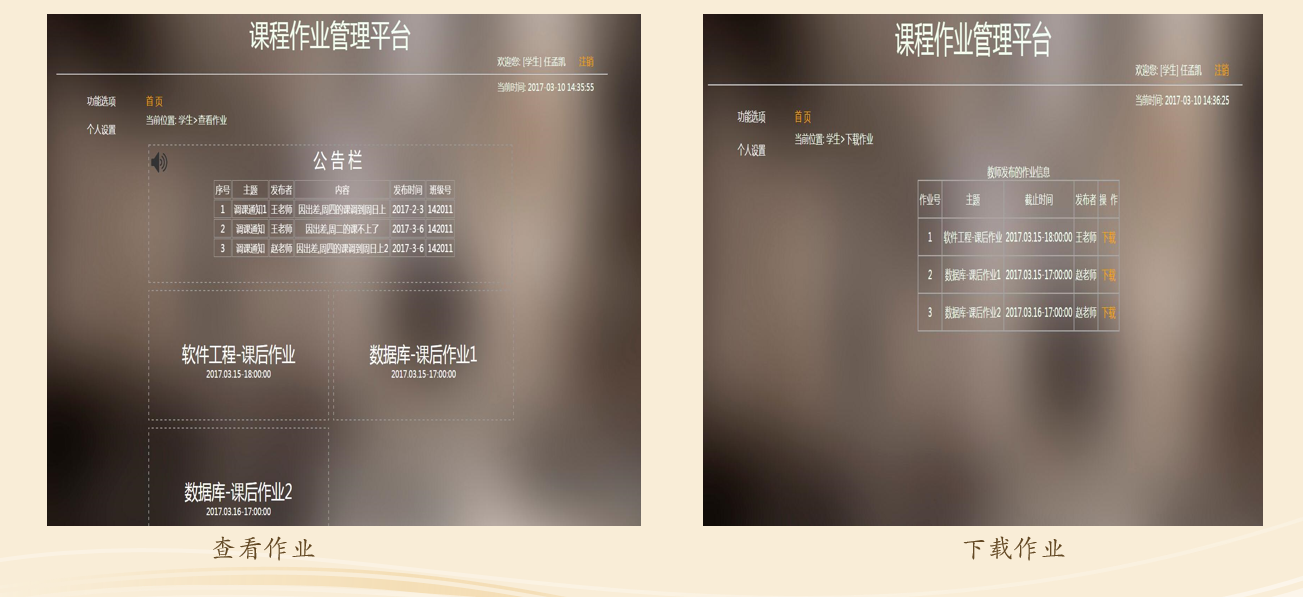 课程作业管理平台
欢迎您: [学生] 任孟凯 注销
当前时间: 2017-03-10 14:35:55
功能选项 首 页
当前位置: 学生>查看作业
个人设置
公 告 栏
序号 主题 发布者 内容 发布时间 班级号
1 调课通知1 王老师 因出差,周四的课调到周日上 2017-2-3 142011
2 调课通知 王老师 因出差,周二的课不上了 2017-3-6 142011
3 调课通知 赵老师 因出差,周四的课调到周日上2 2017-3-6 142011
软件工程-课后作业 数据库-课后作业1
2017.03.15-18:00:00 2017.03.15-17:00:00
数据库-课后作业2
2017.03.16-17:00:00
查看作业
课程作业管理平台
欢迎您: [学生] 任孟凯 注销
当前时间: 2017-03-10 14:36:25
功能选项 首 页
当前位置: 学生>下载作业
个人设置
教师发布的作业信息
作业号 主题 截止时间 发布者 操 作
1 软件工程-课后作业 2017.03.15-18:00:00 王老师 下载
2 数据库-课后作业1 2017.03.15-17:00:00 赵老师 下载
3 数据库-课后作业2 2017.03.16-17:00:00 赵老师 下载
下载作业